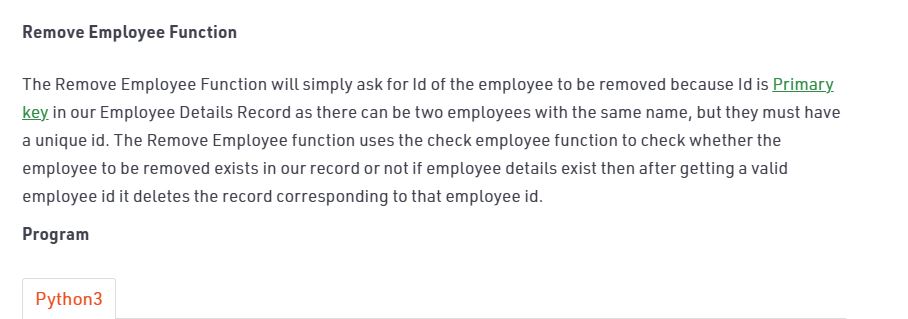 Remove Employee Function
The Remove Employee Function will simply ask for Id of the employee to be removed because Id is Primary
key in our Employee Details Record as there can be two employees with the same name, but they must have
a unique id. The Remove Employee function uses the check employee function to check whether the
employee to be removed exists in our record or not if employee details exist then after getting a valid
employee id it deletes the record corresponding to that employee id.
Program
Python3